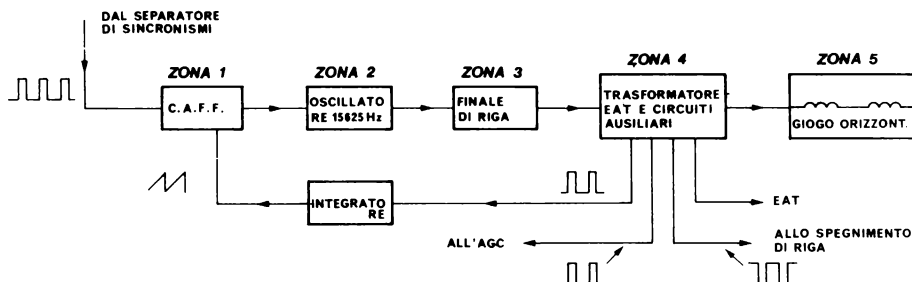 DAL SEPARATORE
DI SINCRONISMI
ZONA 1
ZONA 2
ZONA 3
ZONA 4
ZONA 5
C.A.F.F.
OSCILLATO
RE 15625 Hz
FINALE
DI RIGA
TRASFORMATORE
EAT E CIRCUITI
AUSILIARI
GIOGO ORIZZONT.
INTEGRATO
RE
EAT
ALL'AGC
ALLO SPEGNIMENTO
DI RIGA